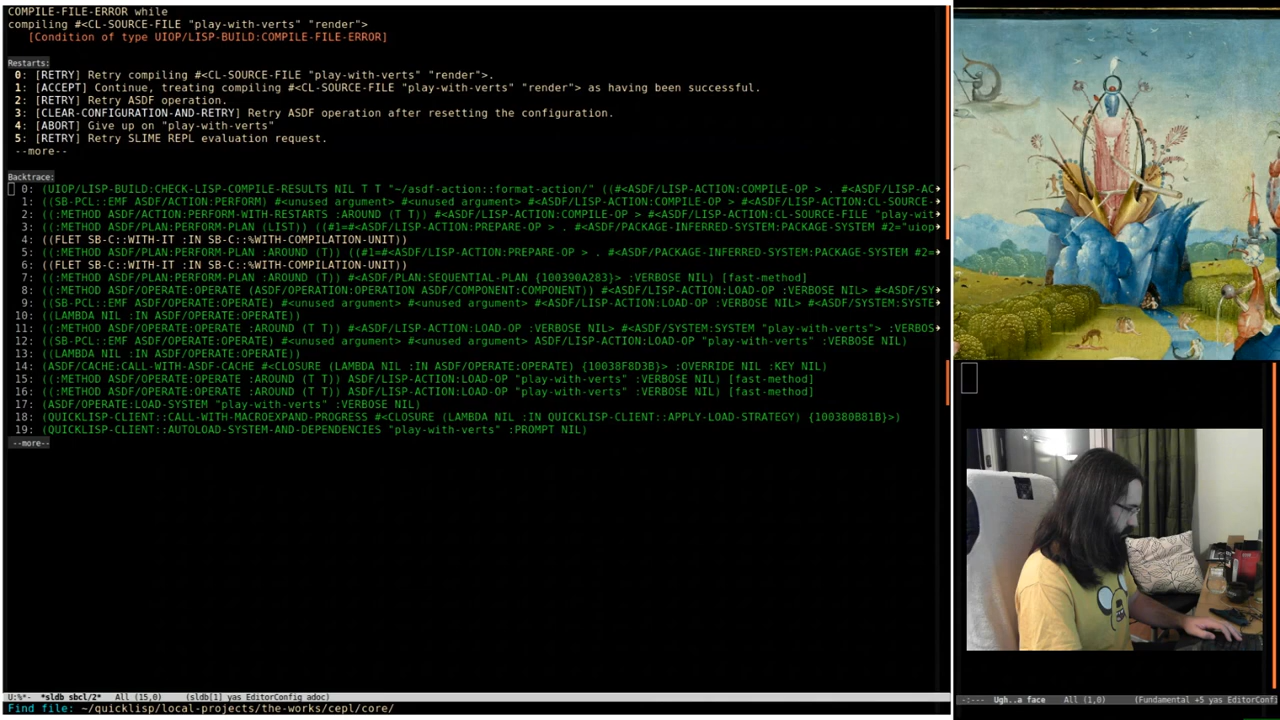 COMPILE-FILE-ERROR while
compiling #<CL-SOURCE-FILE "play-with-verts" "render">
[Condition of type UIOP/LISP-BUILD:COMPILE-FILE-ERROR]
Restarts:
0: [RETRY] Retry compiling #<CL-SOURCE-FILE "play-with-verts" "render">.
1: [ACCEPT] Continue, treating compiling #<CL-SOURCE-FILE "play-with-verts" "render"> as having been successful.
2: [RETRY] Retry ASDF operation.
3: [CLEAR-CONFIGURATION-AND-RETRY] Retry ASDF operation after resetting the configuration.
4: [ABORT] Give up on "play-with-verts"
5: [RETRY] Retry SLIME REPL evaluation request.
--more--
Backtrace:
0: (UIOP/LISP-BUILD:CHECK-LISP-COMPILE-RESULTS NIL T T "~/asdf-action::format-action/" ((#<ASDF/LISP-ACTION:COMPILE-OP > . #<ASDF/LISP-AC
1: ((SB-PCL::EMF ASDF/ACTION:PERFORM) #<unused argument> #<unused argument> #<ASDF/LISP-ACTION:COMPILE-OP > #<ASDF/LISP-ACTION:CL-SOURCE-
2: ((:METHOD ASDF/ACTION:PERFORM-WITH-RESTARTS :AROUND (T T)) #<ASDF/LISP-ACTION:COMPILE-OP > #<ASDF/LISP-ACTION:CL-SOURCE-FILE "play-wit
3: ((:METHOD ASDF/PLAN:PERFORM-PLAN (LIST)) ((#1=#<ASDF/LISP-ACTION:PREPARE-OP > . #<ASDF/PACKAGE-INFERRED-SYSTEM:PACKAGE-SYSTEM #2="uiop
4: ((FLET SB-C::WITH-IT :IN SB-C::%WITH-COMPILATION-UNIT))
5: ((:METHOD ASDF/PLAN:PERFORM-PLAN :AROUND (T)) ((#1=#<ASDF/LISP-ACTION:PREPARE-OP > . #<ASDF/PACKAGE-INFERRED-SYSTEM:PACKAGE-SYSTEM #2=
6: ((FLET SB-C::WITH-IT :IN SB-C::%WITH-COMPILATION-UNIT))
7: ((:METHOD ASDF/PLAN:PERFORM-PLAN :AROUND (T)) #<ASDF/PLAN:SEQUENTIAL-PLAN {100390A283}> :VERBOSE NIL) [fast-method]
8: ((:METHOD ASDF/OPERATE:OPERATE (ASDF/OPERATION:OPERATION ASDF/COMPONENT:COMPONENT)) #<ASDF/LISP-ACTION:LOAD-OP :VERBOSE NIL> #<ASDF/SY
9: ((SB-PCL::EMF ASDF/OPERATE:OPERATE) #<unused argument> #<unused argument> #<ASDF/LISP-ACTION:LOAD-OP :VERBOSE NIL> #<ASDF/SYSTEM:SYSTE
10: ((LAMBDA NIL :IN ASDF/OPERATE:OPERATE))
11: ((:METHOD ASDF/OPERATE:OPERATE :AROUND (T T)) #<ASDF/LISP-ACTION:LOAD-OP :VERBOSE NIL> #<ASDF/SYSTEM:SYSTEM "play-with-verts"> :VERBOS
12: ((SB-PCL::EMF ASDF/OPERATE:OPERATE) #<unused argument> #<unused argument> ASDF/LISP-ACTION:LOAD-OP "play-with-verts" :VERBOSE NIL)
13: ((LAMBDA NIL :IN ASDF/OPERATE:OPERATE))
14: (ASDF/CACHE:CALL-WITH-ASDF-CACHE #<CLOSURE (LAMBDA NIL :IN ASDF/OPERATE:OPERATE) {10038F8D3B}> :OVERRIDE NIL :KEY NIL)
15: ((:METHOD ASDF/OPERATE:OPERATE :AROUND (T T)) ASDF/LISP-ACTION:LOAD-OP "play-with-verts" :VERBOSE NIL) [fast-method]
16: ((:METHOD ASDF/OPERATE:OPERATE :AROUND (T T)) ASDF/LISP-ACTION:LOAD-OP "play-with-verts" :VERBOSE NIL) [fast-method]
17: (ASDF/OPERATE:LOAD-SYSTEM "play-with-verts" :VERBOSE NIL)
18: (QUICKLISP-CLIENT::CALL-WITH-MACROEXPAND-PROGRESS #<CLOSURE (LAMBDA NIL :IN QUICKLISP-CLIENT::APPLY-LOAD-STRATEGY) {100380B81B}>)
19: (QUICKLISP-CLIENT::AUTOLOAD-SYSTEM-AND-DEPENDENCIES "play-with-verts" :PROMPT NIL)
--more--
U:%*- *sldb sbcl/2* All (15,0) (sldb[1] yas EditorConfig adoc)
Find file: ~/quicklisp/local-projects/the-works/cepl/core/
-:--- Ugh..a face All (1,0) (Fundamental +5 yas EditorConf